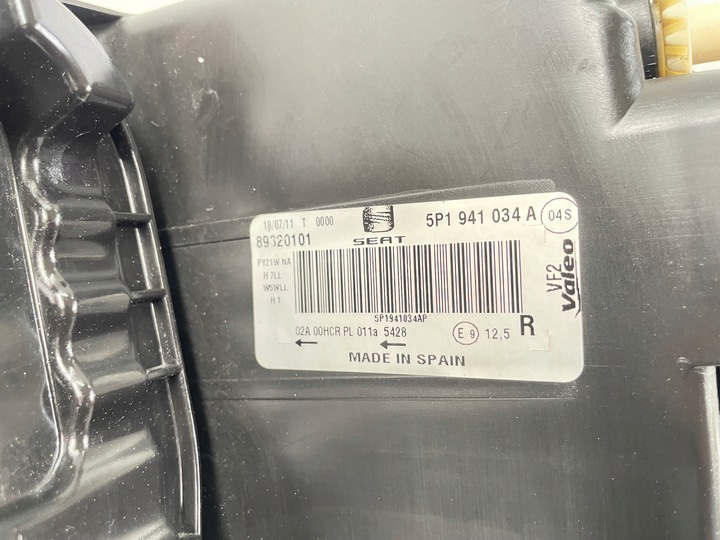 18/07/11 T 0000
5P1 941 034 A 04S
89320101
SEAT
PY21W NA
H7LL
W5WLL
H1
5P1941034AP
02A 00HCR PL 011a 5428
E 9 12,5 R
MADE IN SPAIN
VF2
Valeo